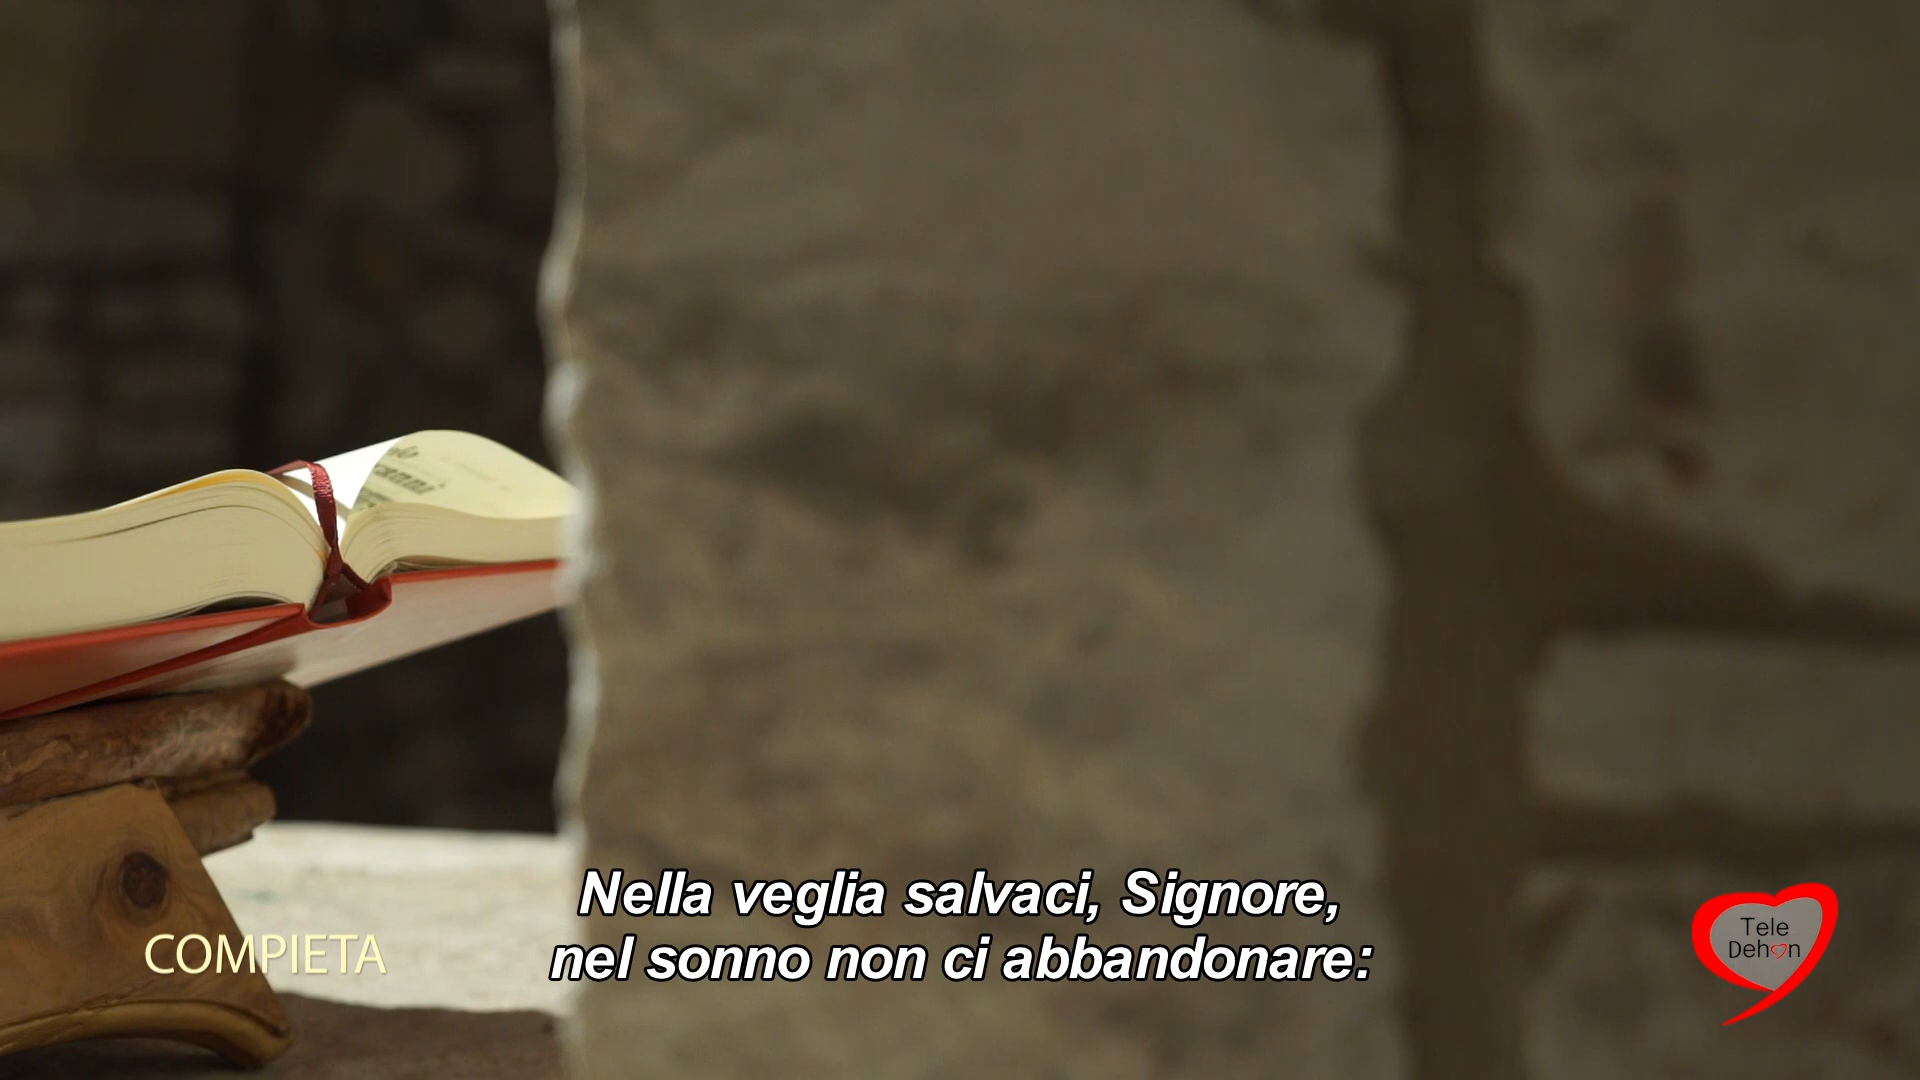 Nella veglia salvaci, Signore,
nel sonno non ci abbandonare:
COMPIETA
Tele
Dehon